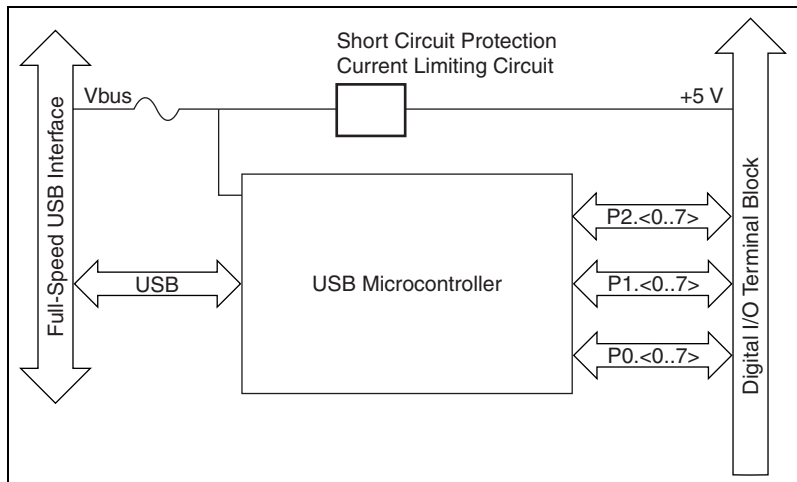 Short Circuit Protection
Current Limiting Circuit
Vbus
+5 V
Full-Speed USB Interface
USB
USB Microcontroller
P2.<0..7>
P1.<0..7>
P0.<0..7>
Digital I/O Terminal Block